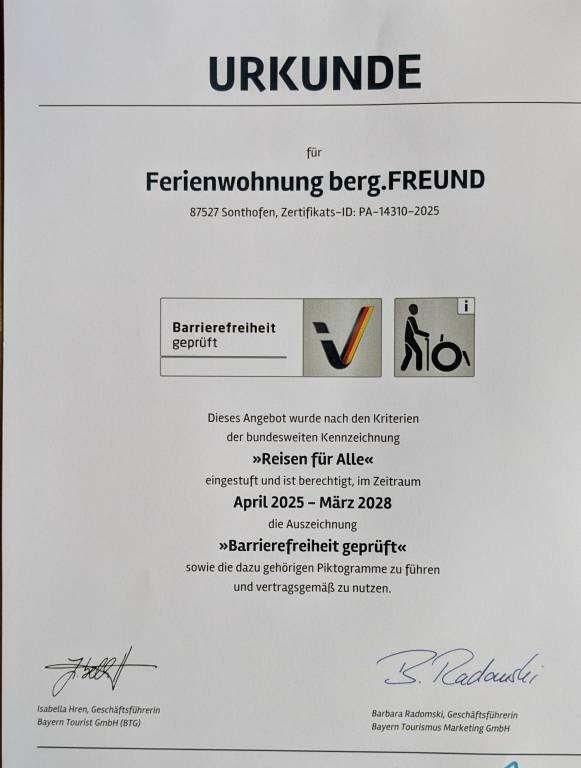 URKUNDE
für
Ferienwohnung berg.FREUND
87527 Sonthofen, Zertifikats-ID: PA-14310-2025
Barrierefreiheit
geprüft
i
Dieses Angebot wurde nach den Kriterien
der bundesweiten Kennzeichnung
»Reisen für Alle«
eingestuft und ist berechtigt, im Zeitraum
April 2025 – März 2028
die Auszeichnung
»Barrierefreiheit geprüft«
sowie die dazu gehörigen Piktogramme zu führen
und vertragsgemäß zu nutzen.
B. Radomski
Isabella Hren, Geschäftsführerin
Bayern Tourist GmbH (BTG)
Barbara Radomski, Geschäftsführerin
Bayern Tourismus Marketing GmbH